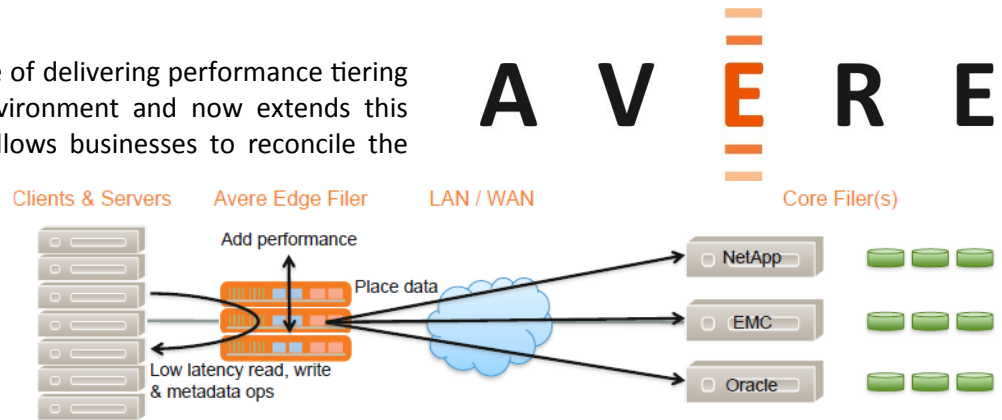 e of delivering performance tiering
vironment and now extends this
llows businesses to reconcile the
A V E R E
Clients & Servers
Avere Edge Filer
LAN / WAN
Core Filer(s)
Add performance
Place data
Low latency read, write
& metadata ops
NetApp
EMC
Oracle